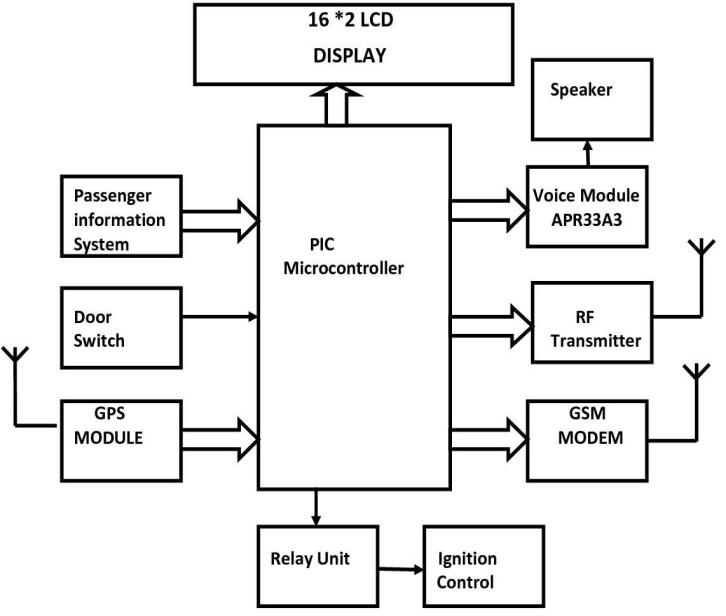 16 *2 LCD
DISPLAY
Speaker
Passenger
information
System
Voice Module
APR33A3
PIC
Microcontroller
Door
Switch
RF
Transmitter
GPS
MODULE
GSM
MODEM
Relay Unit
Ignition
Control